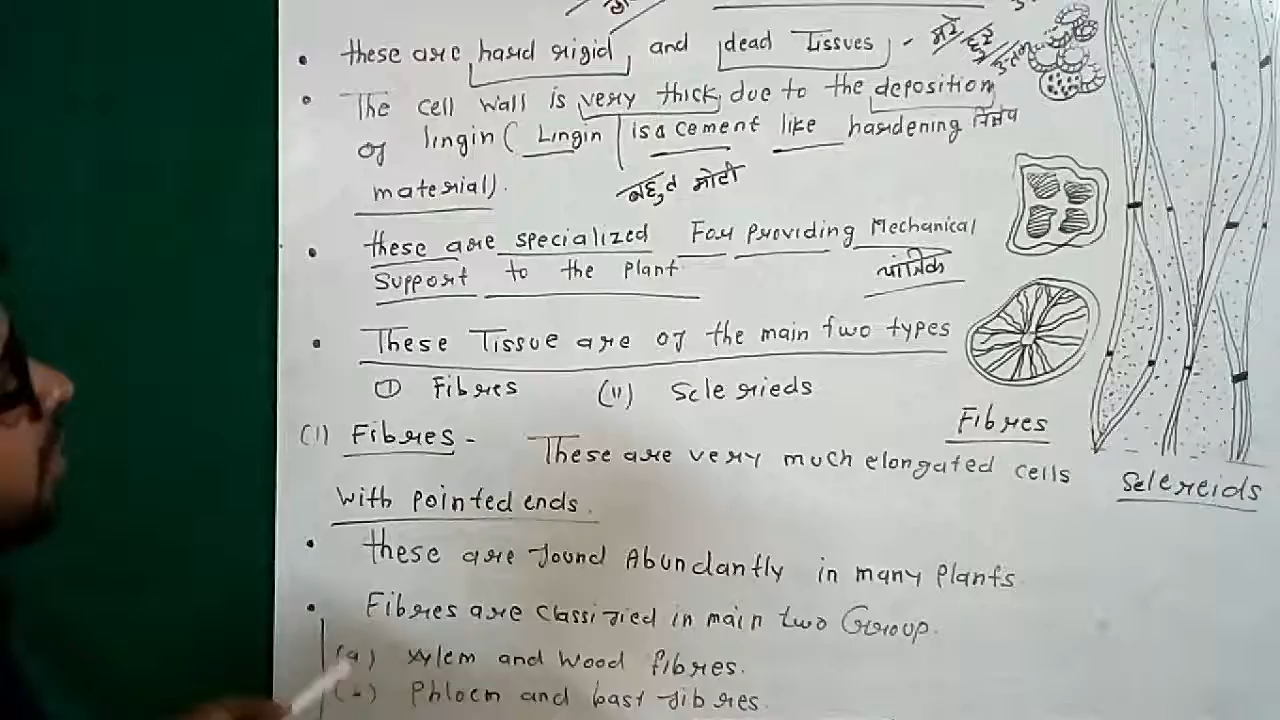 these are hard rigid and dead Tissues -
The cell wall is very thick due to the deposition
of lingin ( Lingin is a cement like hardening निक्षेप
material).
बहुत मोटी
these are specialized For Providing Mechanical
Support to the Plant
यांत्रिक
These Tissue are of the main two types
(I) Fibres (II) Sclerieds
Fibres
Selereids
(1) Fibres - These are very much elongated cells
with pointed ends.
these are found Abundantly in many Plants
Fibres are classified in main two Group.
(a) xylem and Wood fibres.
Phloem and bast fibres.